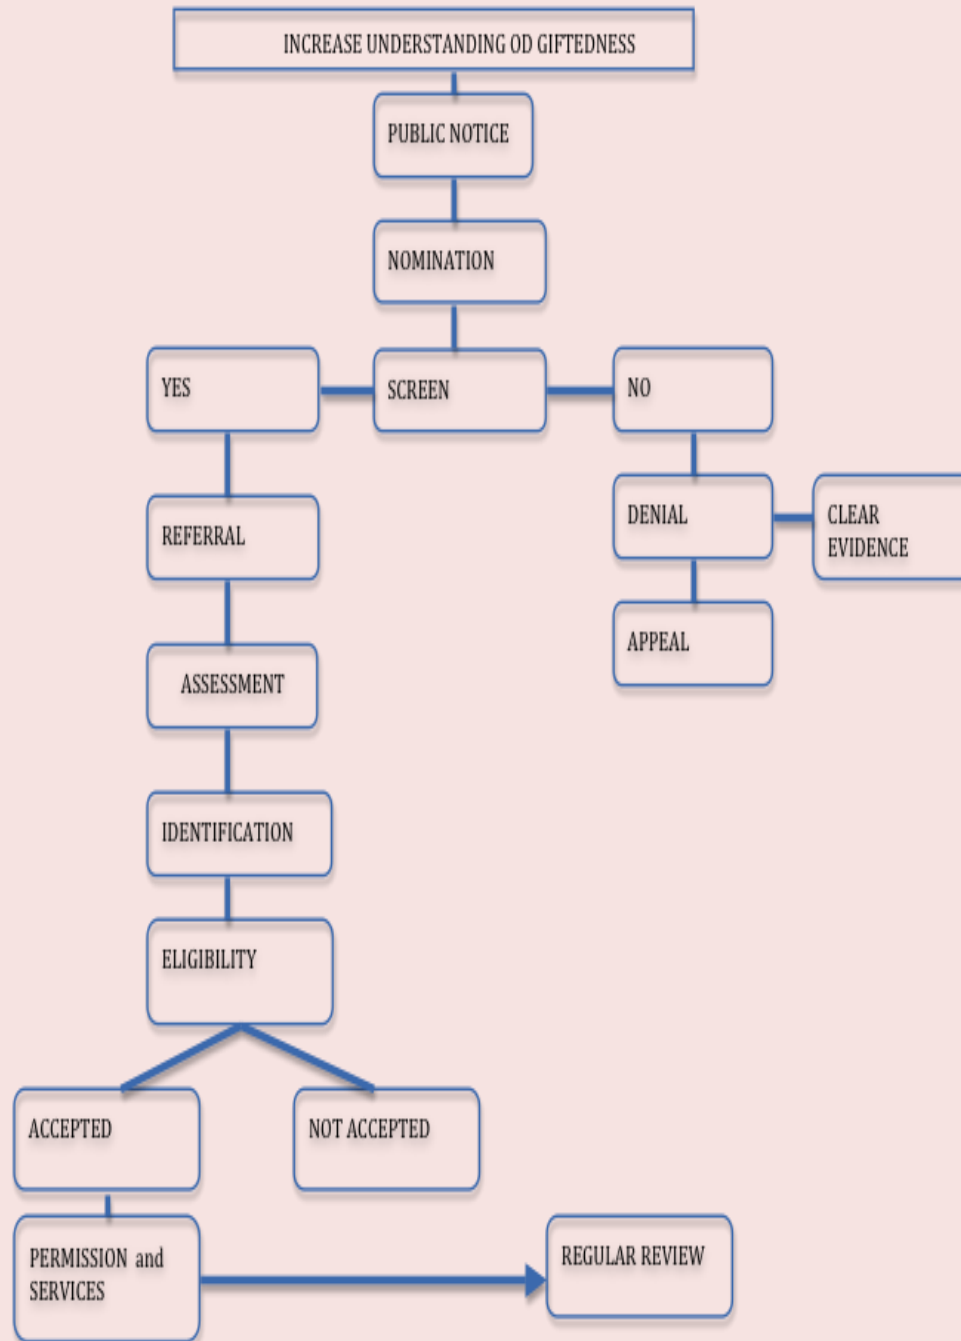 INCREASE UNDERSTANDING OD GIFTEDNESS
PUBLIC NOTICE
NOMINATION
YES
SCREEN
NO
REFERRAL
DENIAL
CLEAR
EVIDENCE
APPEAL
ASSESSMENT
IDENTIFICATION
ELIGIBILITY
ACCEPTED
NOT ACCEPTED
PERMISSION and
SERVICES
REGULAR REVIEW